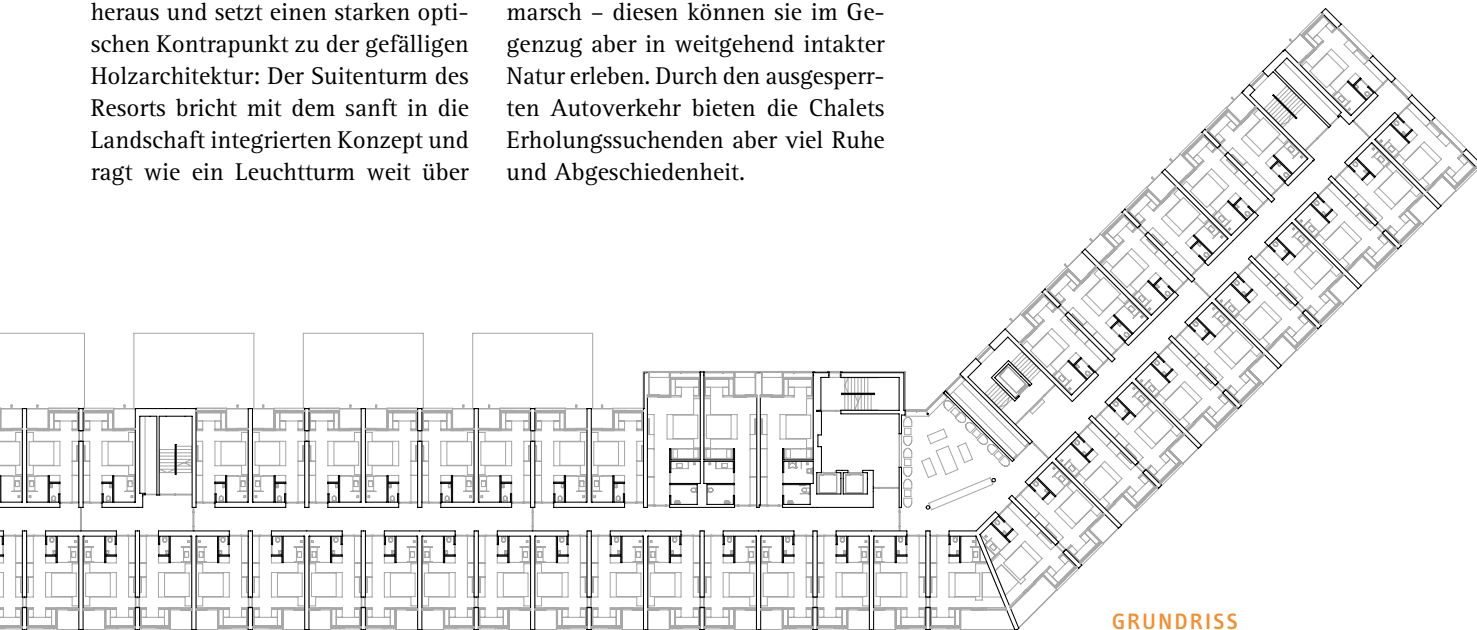 heraus und setzt einen starken opti-
schen Kontrapunkt zu der gefälligen
Holzarchitektur: Der Suitenturm des
Resorts bricht mit dem sanft in die
Landschaft integrierten Konzept und
ragt wie ein Leuchtturm weit über
marsch – diesen können sie im Ge-
genzug aber in weitgehend intakter
Natur erleben. Durch den ausgesperr-
ten Autoverkehr bieten die Chalets
Erholungssuchenden aber viel Ruhe
und Abgeschiedenheit.
GRUNDRISS